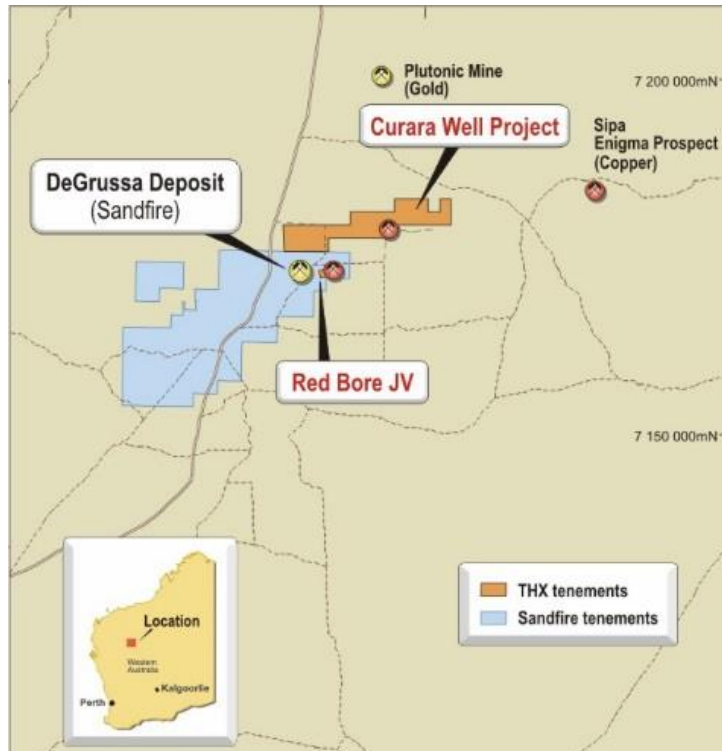 Plutonic Mine
(Gold)
7 200 000mN
Curara Well Project
Sipa
Enigma Prospect
(Copper)
DeGrussa Deposit
(Sandfire)
Red Bore JV
7 150 000mN
THX tenements
Sandfire tenements
Location
Western
Australia
Kalgoorlie
Perth